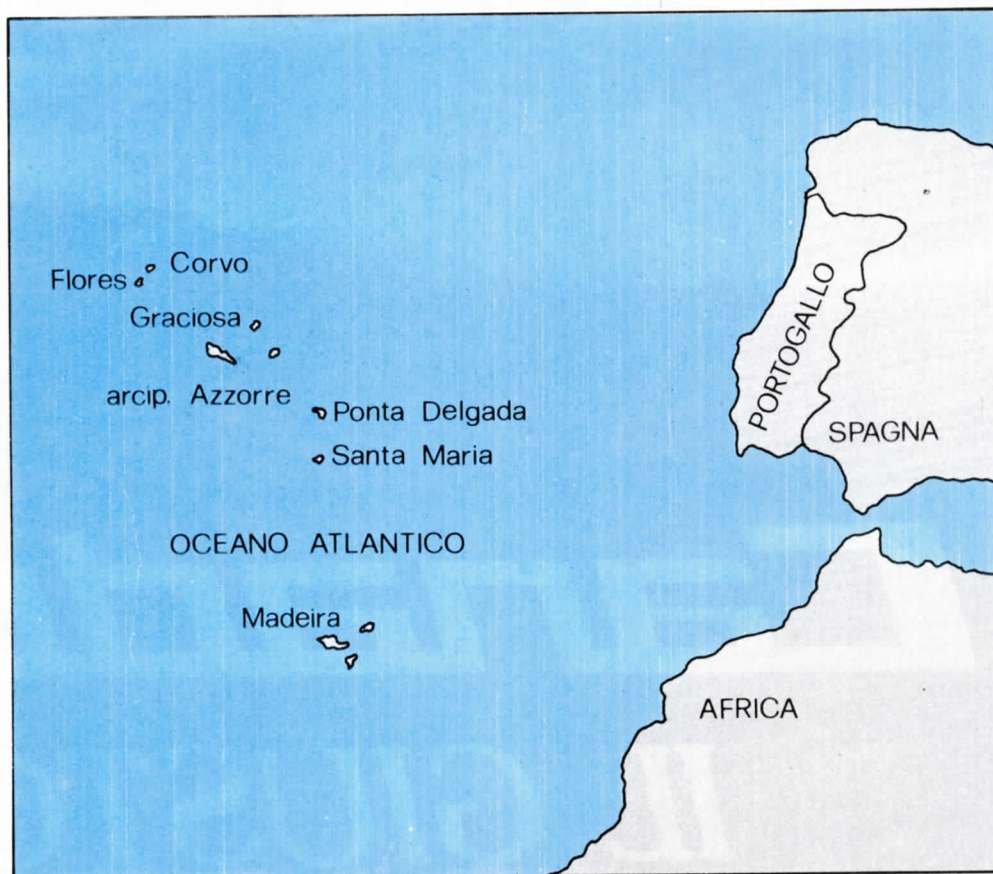 Corvo
Flores
Graciosa
arcip. Azzorre
Ponta Delgada
Santa Maria
PORTOGALLO
SPAGNA
OCEANO ATLANTICO
Madeira
AFRICA